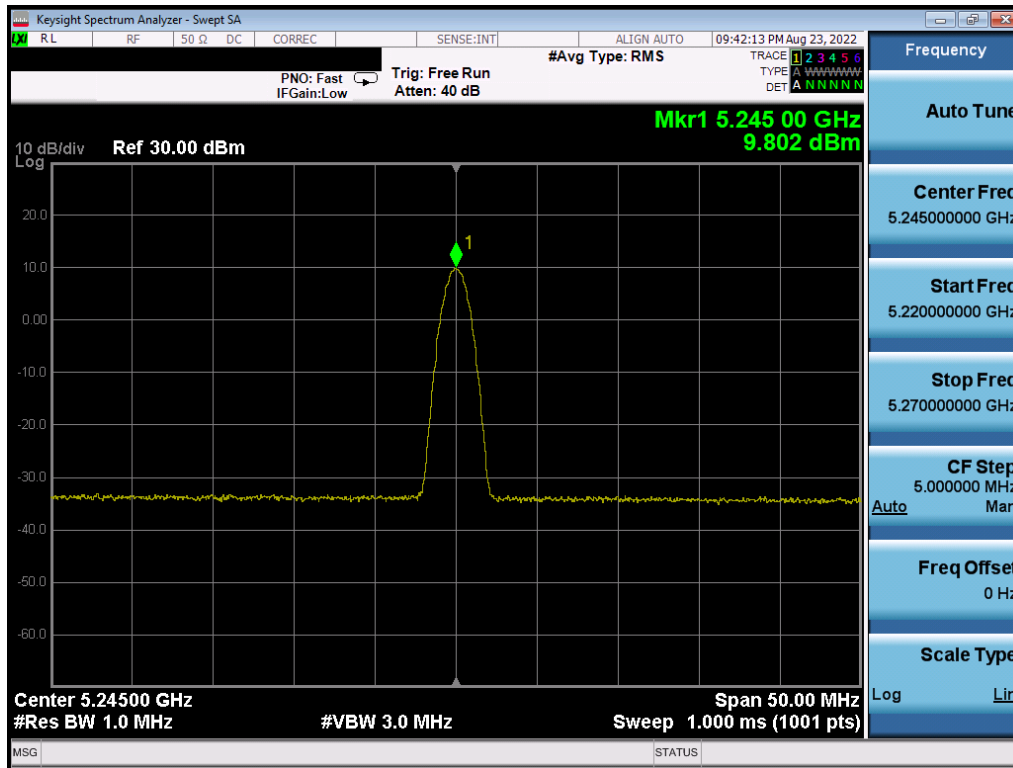 Keysight Spectrum Analyzer - Swept SA
LXI RL RF 50 Ω DC CORREC SENSE:INT ALIGN AUTO 09:42:13 PM Aug 23, 2022
#Avg Type: RMS
TRACE 1 2 3 4 5 6
PNO: Fast Trig: Free Run
TYPE A WWWWW
IFGain:Low Atten: 40 dB
DET A N N N N N
Mkr1 5.245 00 GHz
9.802 dBm
10 dB/div Ref 30.00 dBm
Log
1
20.0
10.0
0.00
-10.0
-20.0
-30.0
-40.0
-50.0
-60.0
Center 5.24500 GHz Span 50.00 MHz
#Res BW 1.0 MHz #VBW 3.0 MHz Sweep 1.000 ms (1001 pts)
MSG STATUS
Frequency
Auto Tune
Center Freq
5.245000000 GHz
Start Freq
5.220000000 GHz
Stop Freq
5.270000000 GHz
CF Step
5.000000 MHz
Auto Man
Freq Offset
0 Hz
Scale Type
Log Lin